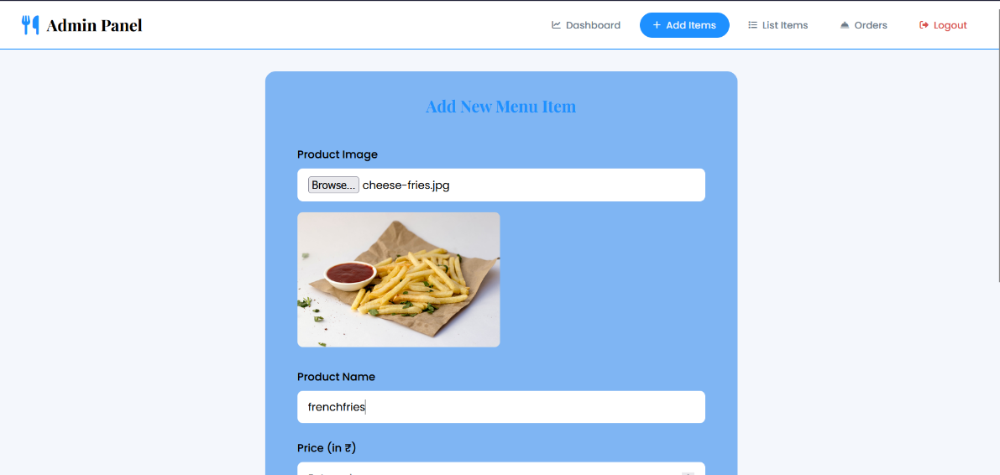 Admin Panel
Dashboard
Add Items
List Items
Orders
Logout
Add New Menu Item
Product Image
Browse... cheese-fries.jpg
Product Name
frenchfries
Price (in ₹)